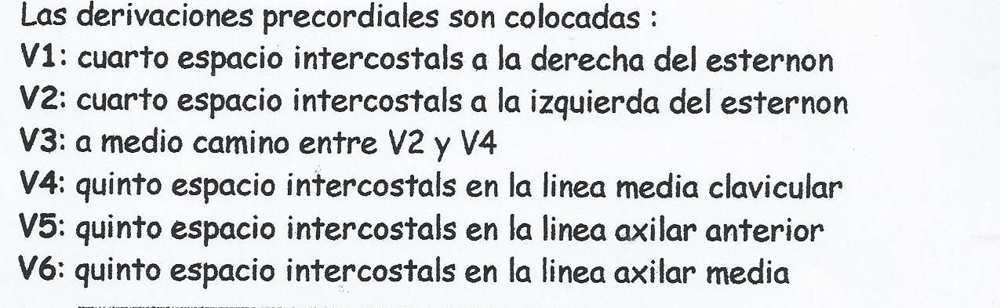 Las derivaciones precordiales son colocadas :
V1: cuarto espacio intercostals a la derecha del esternon
V2: cuarto espacio intercostals a la izquierda del esternon
V3: a medio camino entre V2 y V4
V4: quinto espacio intercostals en la linea media clavicular
V5: quinto espacio intercostals en la linea axilar anterior
V6: quinto espacio intercostals en la linea axilar media